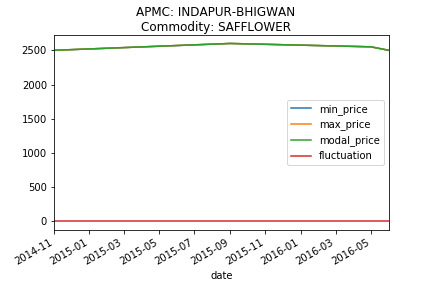 APMC: INDAPUR-BHIGWAN
Commodity: SAFFLOWER
2500
2000
1500
1000
500
0
min_price
max_price
modal_price
fluctuation
2014-11
2015-01
2015-03
2015-05
2015-07
2015-09
2015-11
2016-01
2016-03
2016-05
date